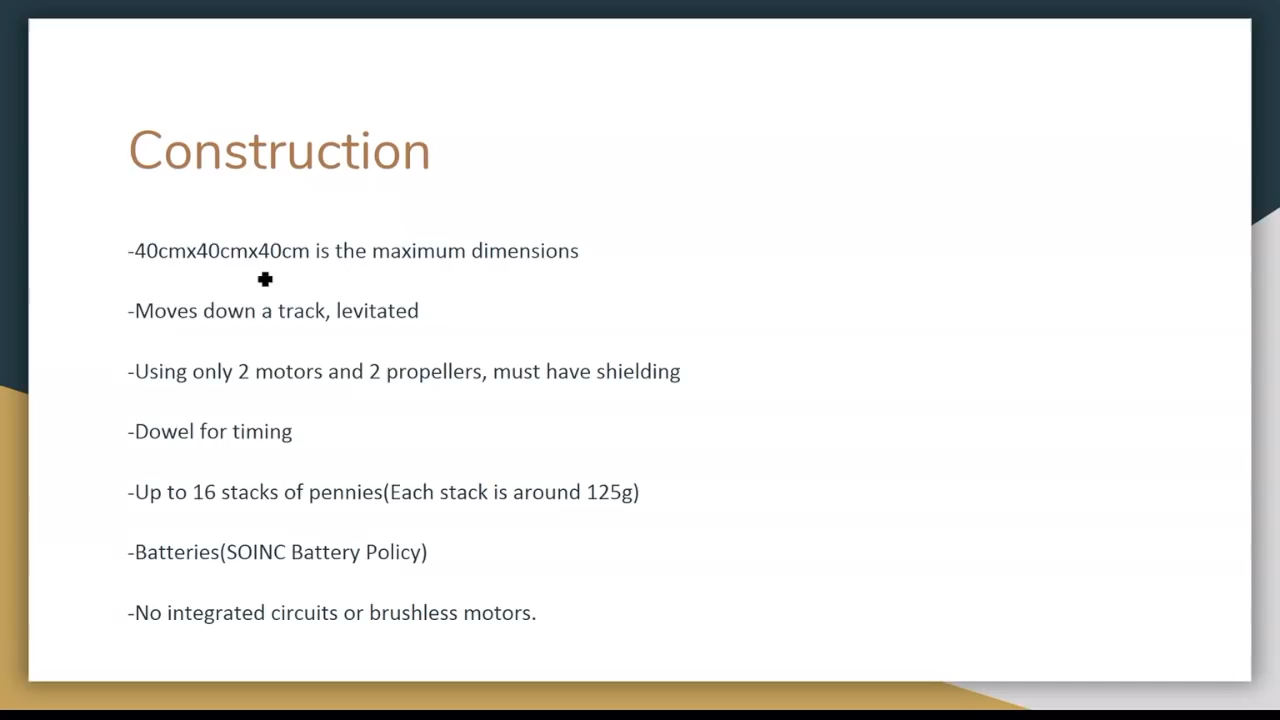 Construction
-40cmx40cmx40cm is the maximum dimensions
-Moves down a track, levitated
-Using only 2 motors and 2 propellers, must have shielding
-Dowel for timing
-Up to 16 stacks of pennies(Each stack is around 125g)
-Batteries(SOINC Battery Policy)
-No integrated circuits or brushless motors.